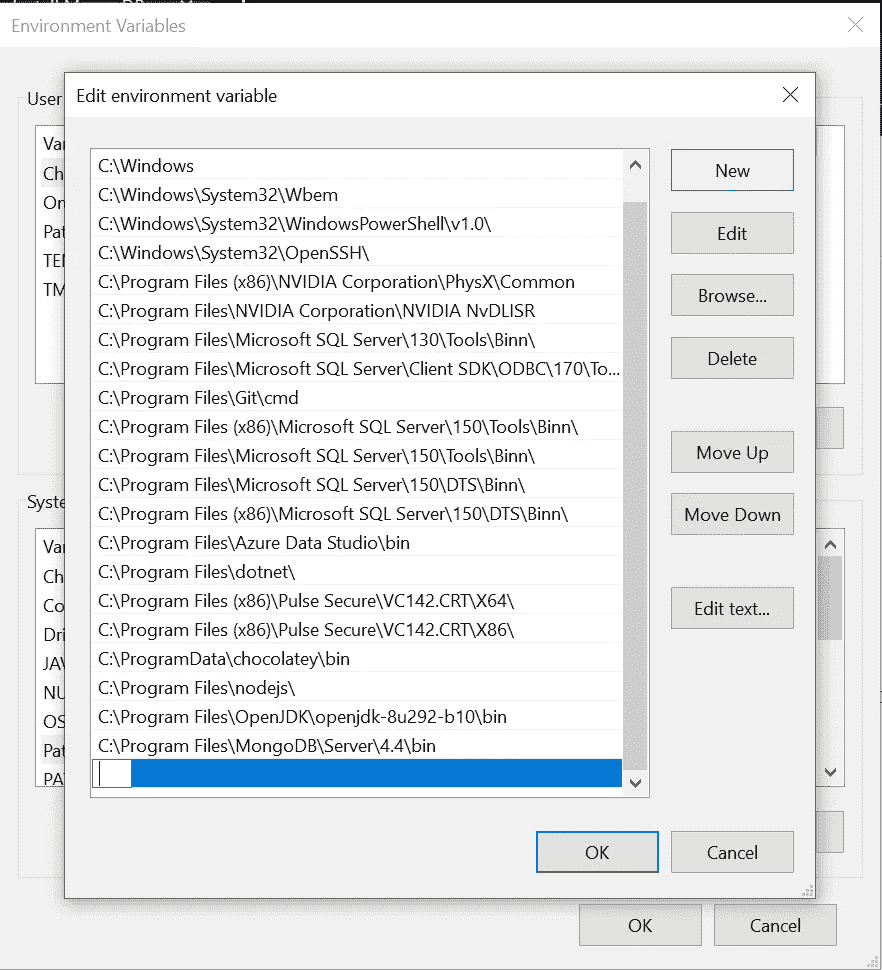 Environment Variables
Edit environment variable
User
Va
Ch
On
Pat
TE
TM
C:\Windows
C:\Windows\System32\Wbem
C:\Windows\System32\WindowsPowerShell\v1.0\
C:\Windows\System32\OpenSSH\
C:\Program Files (x86)\NVIDIA Corporation\PhysX\Common
C:\Program Files\NVIDIA Corporation\NVIDIA NvDLISR
C:\Program Files\Microsoft SQL Server\130\Tools\Binn\
C:\Program Files\Microsoft SQL Server\Client SDK\ODBC\170\To...
C:\Program Files\Git\cmd
C:\Program Files (x86)\Microsoft SQL Server\150\Tools\Binn\
C:\Program Files\Microsoft SQL Server\150\Tools\Binn\
C:\Program Files\Microsoft SQL Server\150\DTS\Binn\
C:\Program Files (x86)\Microsoft SQL Server\150\DTS\Binn\
C:\Program Files\Azure Data Studio\bin
C:\Program Files\dotnet\
C:\Program Files (x86)\Pulse Secure\VC142.CRT\X64\
C:\Program Files (x86)\Pulse Secure\VC142.CRT\X86\
C:\ProgramData\chocolatey\bin
C:\Program Files\nodejs\
C:\Program Files\OpenJDK\openjdk-8u292-b10\bin
C:\Program Files\MongoDB\Server\4.4\bin
New
Edit
Browse...
Delete
Move Up
Move Down
Edit text...
Syste
Va
Ch
Co
Dri
JAV
NU
OS
Pat
PA
OK
Cancel
OK
Cancel